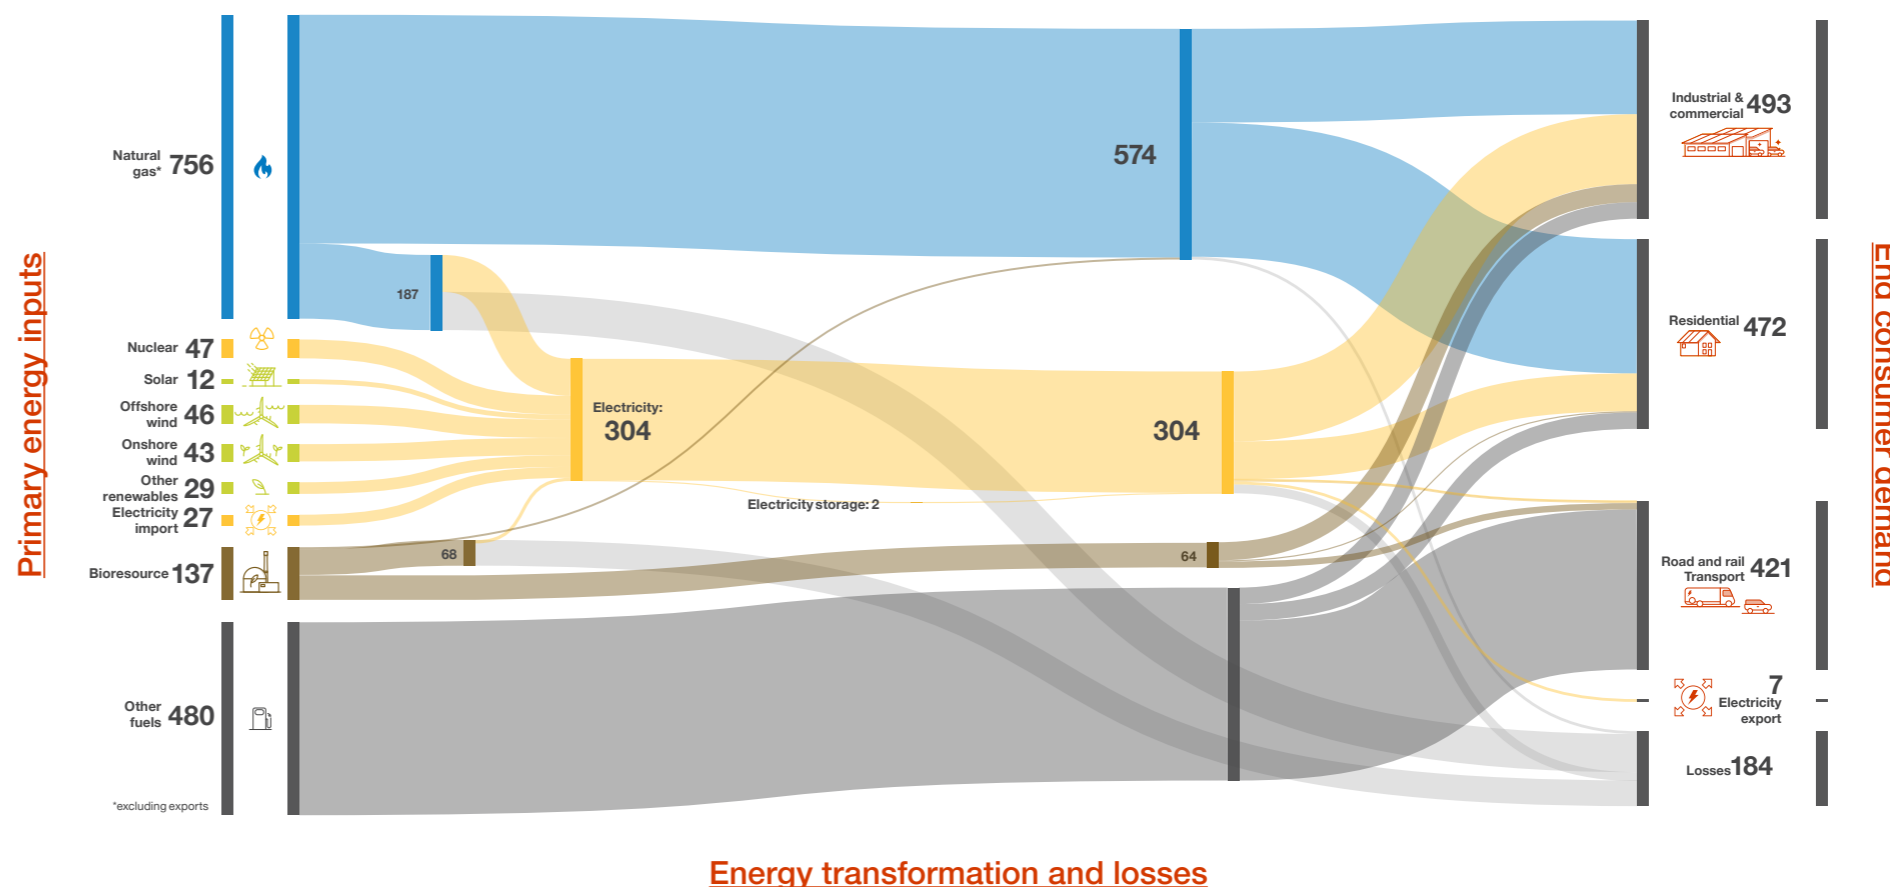 Primary energy inputs
Natural
gas* 756
Nuclear 47
Solar 12
Offshore
wind 46
Onshore
wind 43
Other
renewables 29
Electricity
import 27
Bioresource 137
Other
fuels 480
*excluding exports
187
68
Electricity:
304
Electricity storage: 2
574
304
64
Industrial &
commercial 493
Residential 472
Road and rail
Transport 421
7
Electricity
export
Losses 184
End consumer demand
Energy transformation and losses